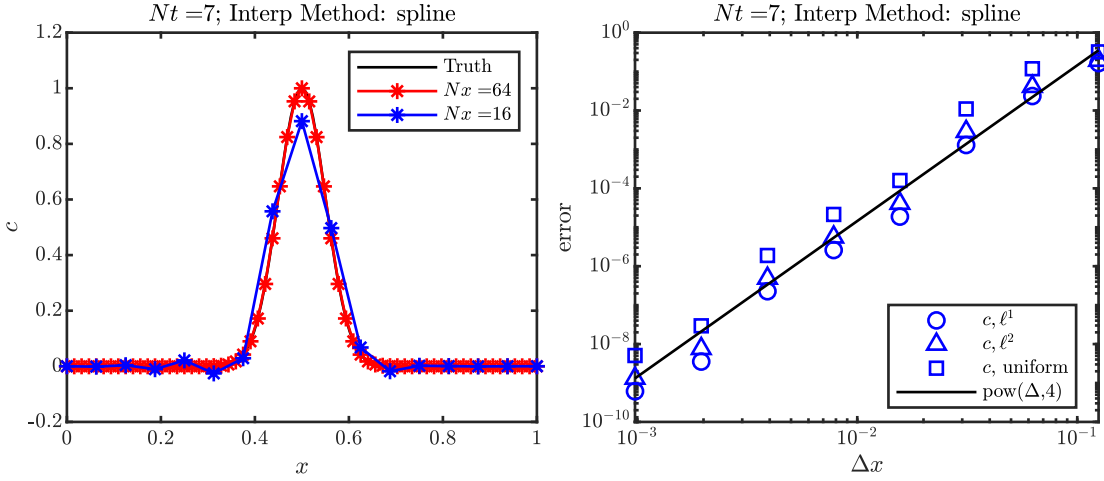 Nt =7; Interp Method: spline
1.2
1
0.8
0.6
0.4
0.2
0
-0.2
c
0
0.2
0.4
0.6
0.8
1
x
Truth
Nx =64
Nx =16
Nt =7; Interp Method: spline
10^0
10^-2
10^-4
10^-6
10^-8
10^-10
error
10^-3
10^-2
10^-1
Δx
c, ℓ^1
c, ℓ^2
c, uniform
pow(Δ,4)